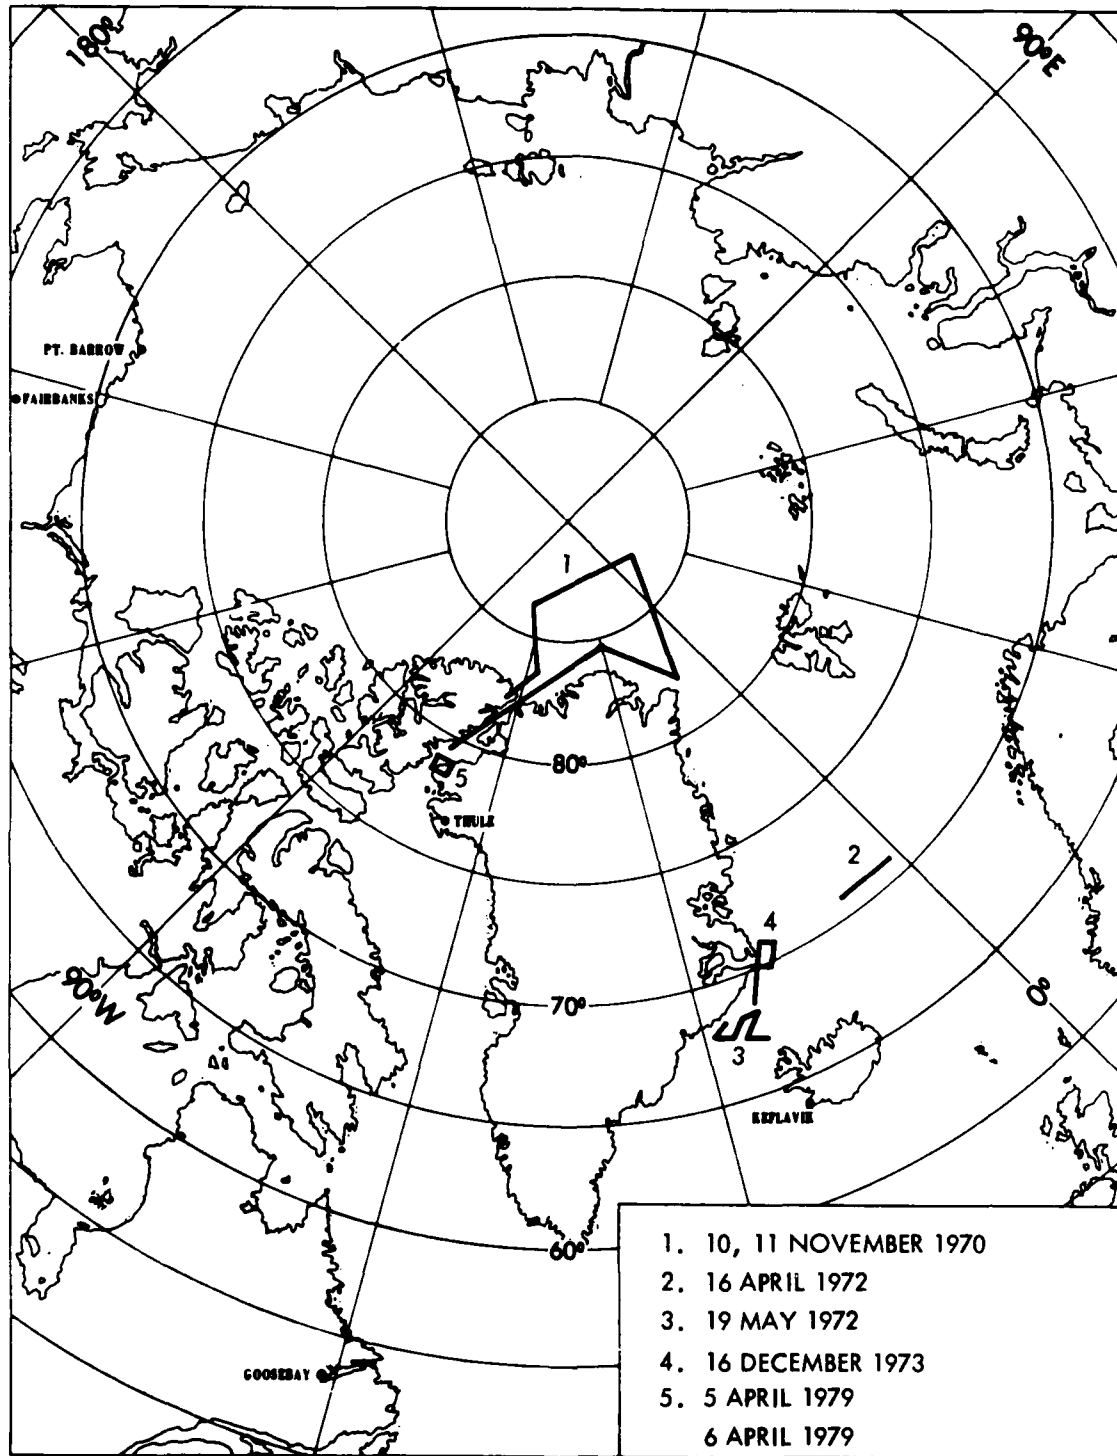 180°
90°E
PT. BARROW
FAIRBANKS
1
80°
5
THULE
2
4
90°W
70°
0°
3
KEFLAVIK
60°
GOOSEBAY
1. 10, 11 NOVEMBER 1970
2. 16 APRIL 1972
3. 19 MAY 1972
4. 16 DECEMBER 1973
5. 5 APRIL 1979
6 APRIL 1979